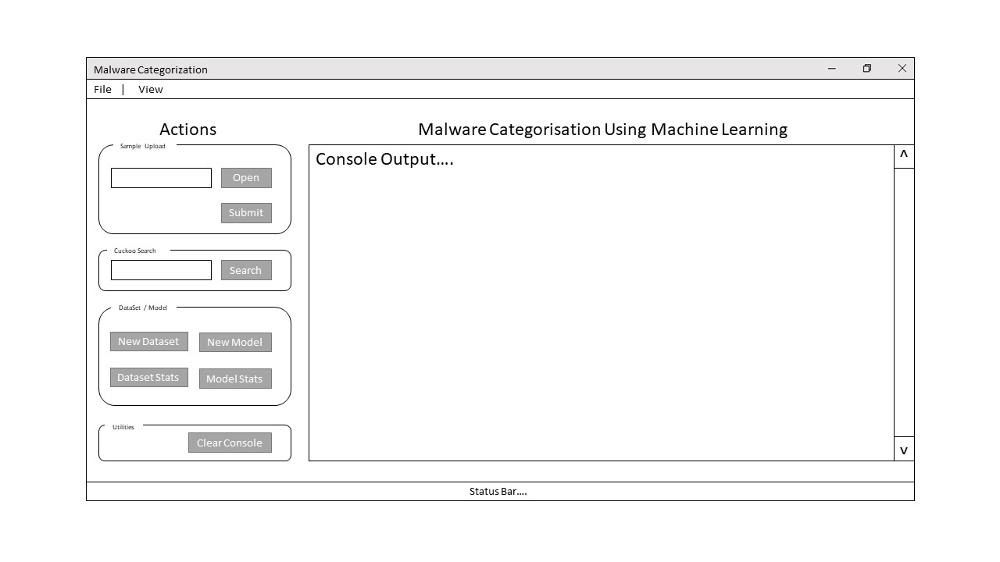 Malware Categorization
File | View
Actions
Sample Upload
Open
Submit
Cuckoo Search
Search
DataSet / Model
New Dataset New Model
Dataset Stats Model Stats
Utilities
Clear Console
Malware Categorisation Using Machine Learning
Console Output....
Status Bar....